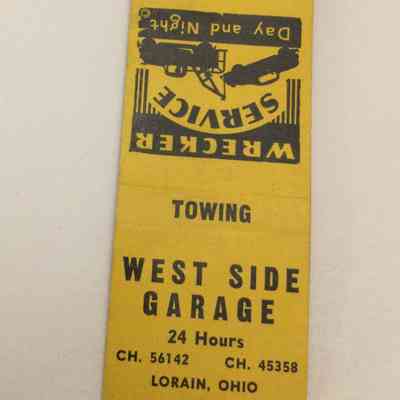 WRECKER
SERVICE
Day and Night
TOWING
WEST SIDE
GARAGE
24 Hours
CH. 56142 CH. 45358
LORAIN, OHIO